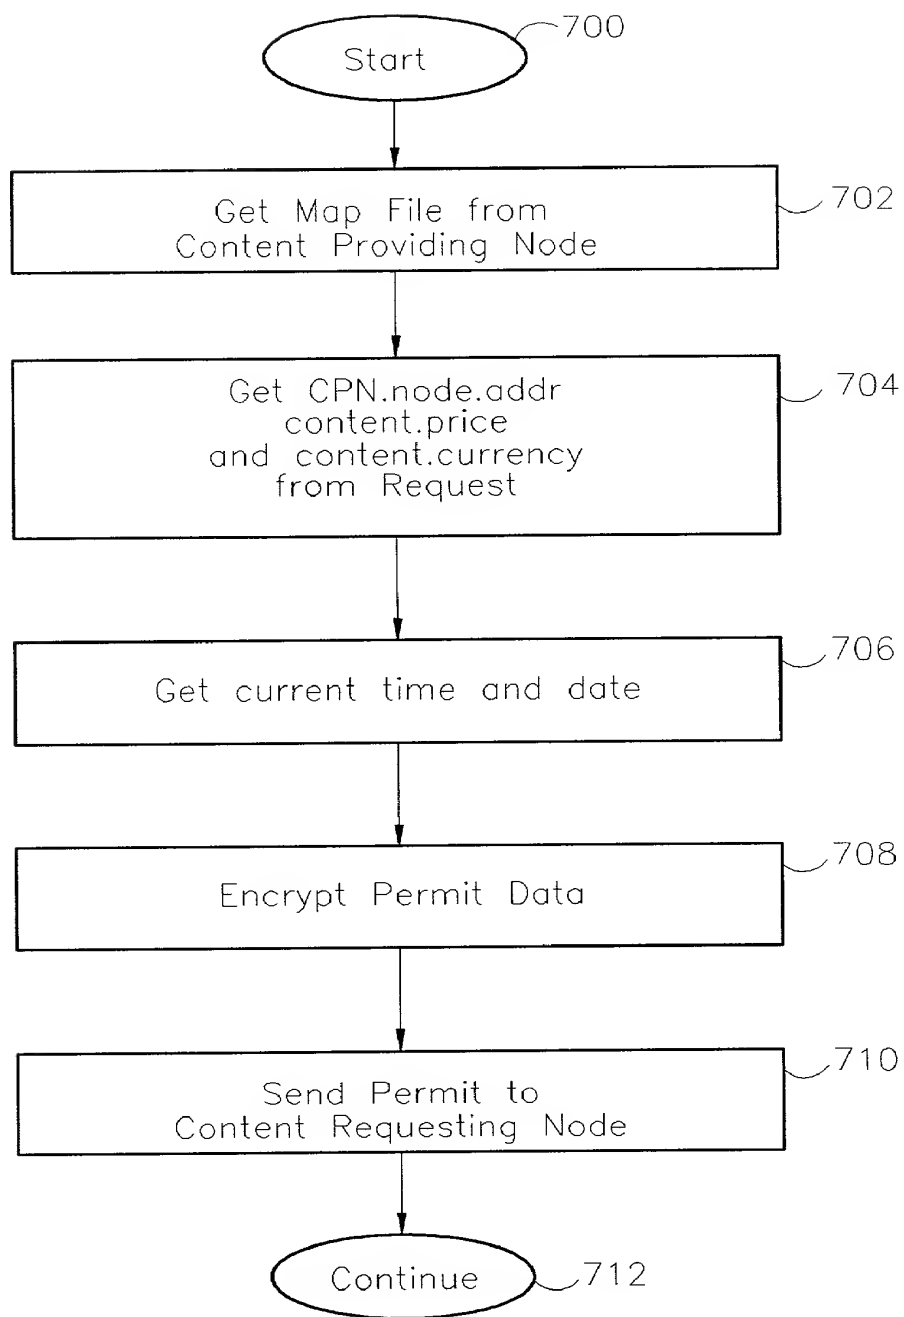 700
Start
702
Get Map File from
Content Providing Node
704
Get CPN.node.addr
content.price
and content.currency
from Request
706
Get current time and date
708
Encrypt Permit Data
710
Send Permit to
Content Requesting Node
Continue
712